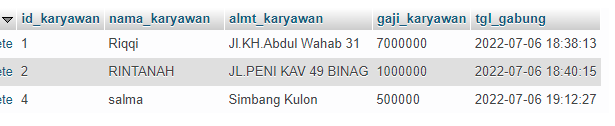 id_karyawan nama_karyawan almt_karyawan gaji_karyawan tgl_gabung
ete 1 Riqqi Jl.KH.Abdul Wahab 31 7000000 2022-07-06 18:38:13
ete 2 RINTANAH JL.PENI KAV 49 BINAG 1000000 2022-07-06 18:40:15
ete 4 salma Simbang Kulon 500000 2022-07-06 19:12:27